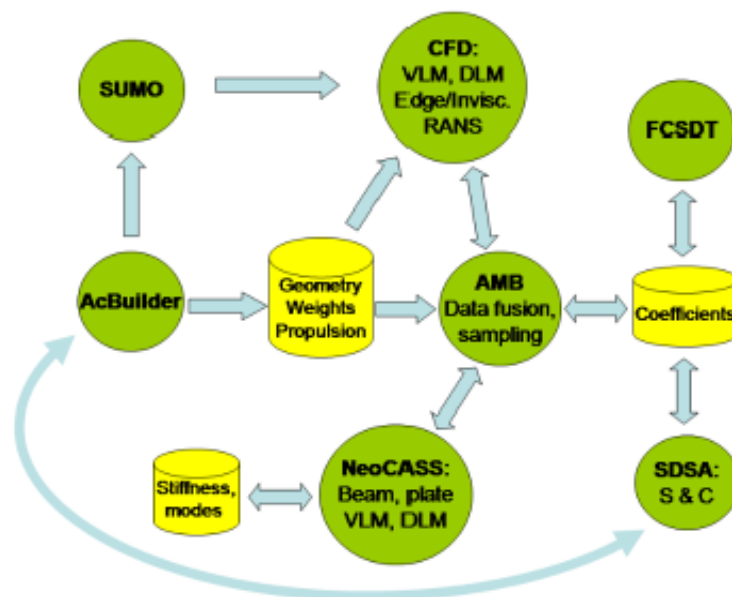 CFD:
VLM, DLM
Edge/Invisc.
RANS
SUMO
FCSDT
AcBuilder
Geometry
Weights
Propulsion
AMB
Data fusion,
sampling
Coefficients
NeoCASS:
Beam, plate
VLM, DLM
Stiffness,
modes
SDSA:
S & C